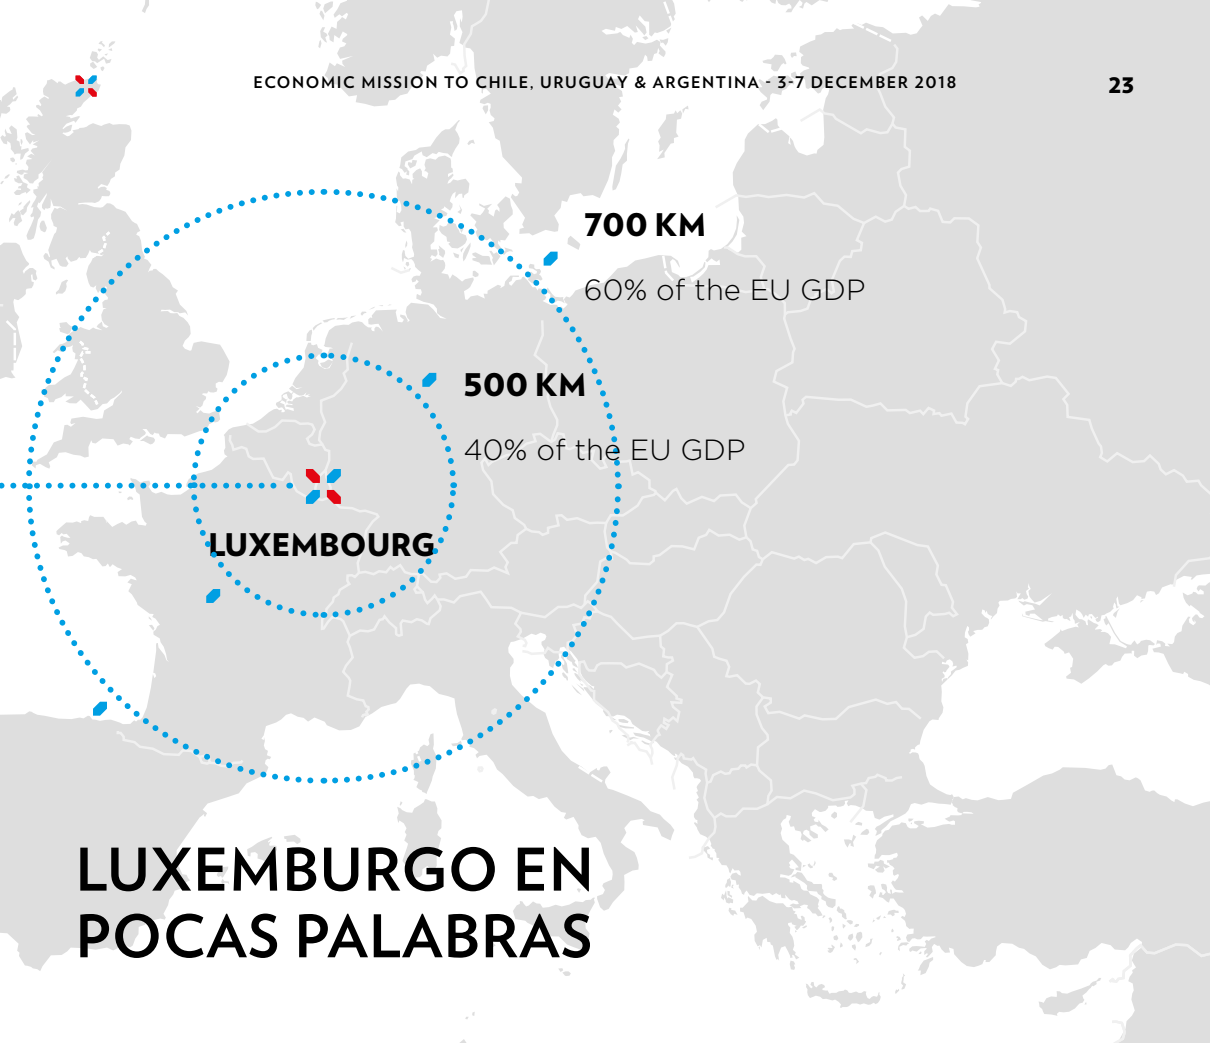 ECONOMIC MISSION TO CHILE, URUGUAY & ARGENTINA - 3-7 DECEMBER 2018
23
700 KM
60% of the EU GDP
500 KM
40% of the EU GDP
LUXEMBOURG
LUXEMBURGO EN
POCAS PALABRAS